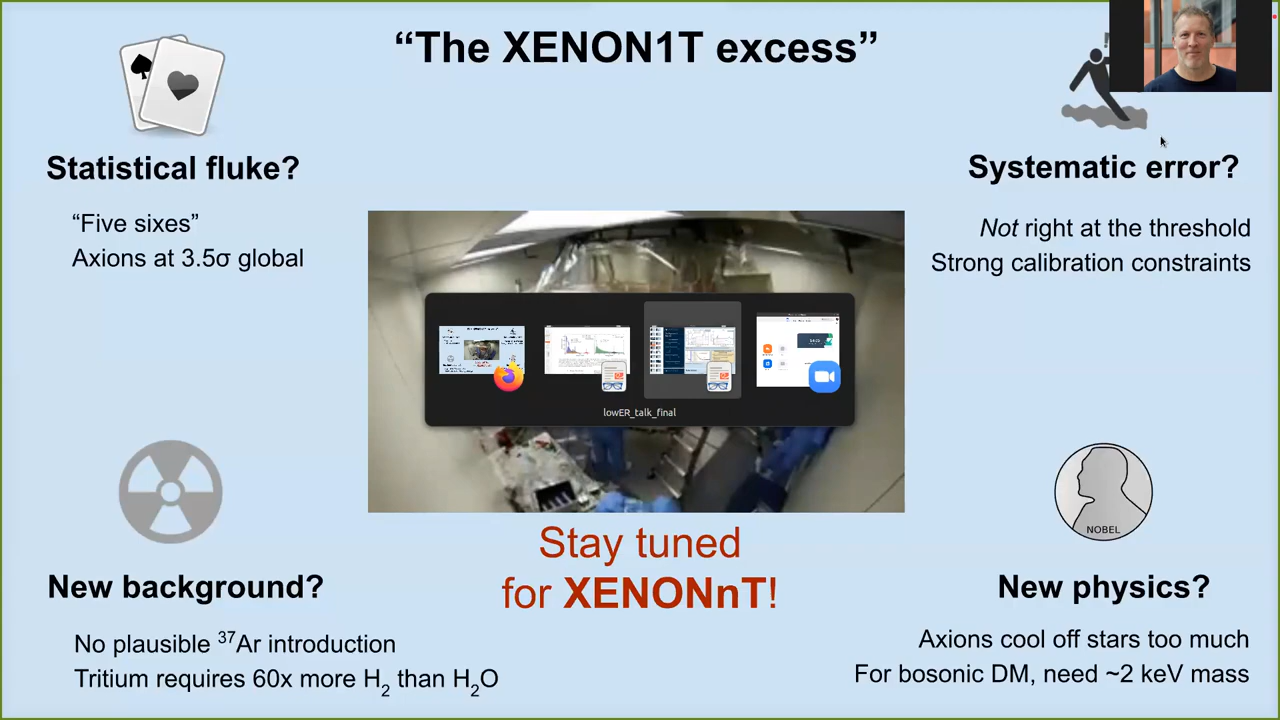 “The XENON1T excess”
Statistical fluke?
“Five sixes”
Axions at 3.5σ global
Systematic error?
Not right at the threshold
Strong calibration constraints
lowER_talk_final
Stay tuned
for XENONnT!
New background?
No plausible ³⁷Ar introduction
Tritium requires 60x more H₂ than H₂O
NOBEL
New physics?
Axions cool off stars too much
For bosonic DM, need ~2 keV mass